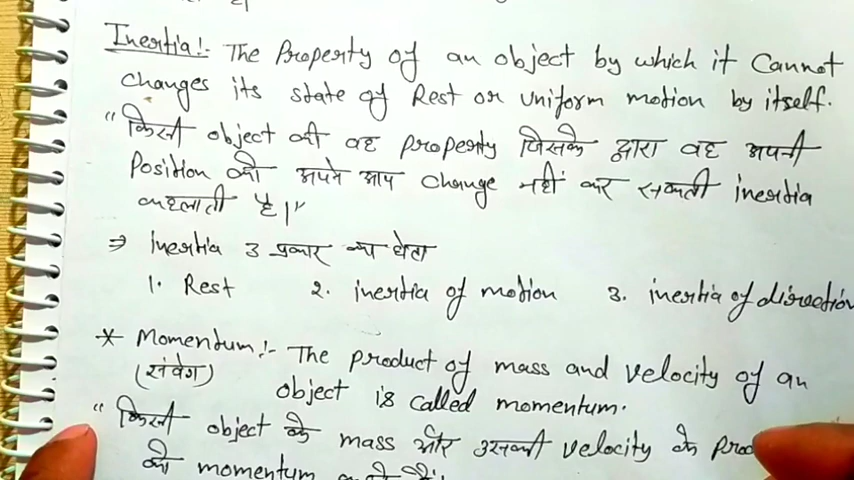 Inertia:- The Property of an object by which it Cannot
changes its state of Rest or uniform motion by itself.
"किसी object की वह property जिसके द्वारा वह अपनी
Position को अपने आप change नहीं कर सकती inertia
कहलाती है।"
⇒ Inertia 3 प्रकार का होता
1. Rest 2. inertia of motion 3. inertia of direction
* Momentum:- The product of mass and velocity of an
(संवेग) object is called momentum.
"किसी object के mass और उसकी velocity के prod
को momentum कहते हैं।